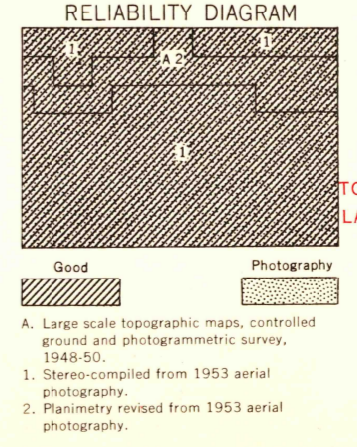 RELIABILITY DIAGRAM
1
1
A 2
1
TO
LA
Good
Photography
A. Large scale topographic maps, controlled
ground and photogrammetric survey,
1948-50.
1. Stereo-compiled from 1953 aerial
photography.
2. Planimetry revised from 1953 aerial
photography.